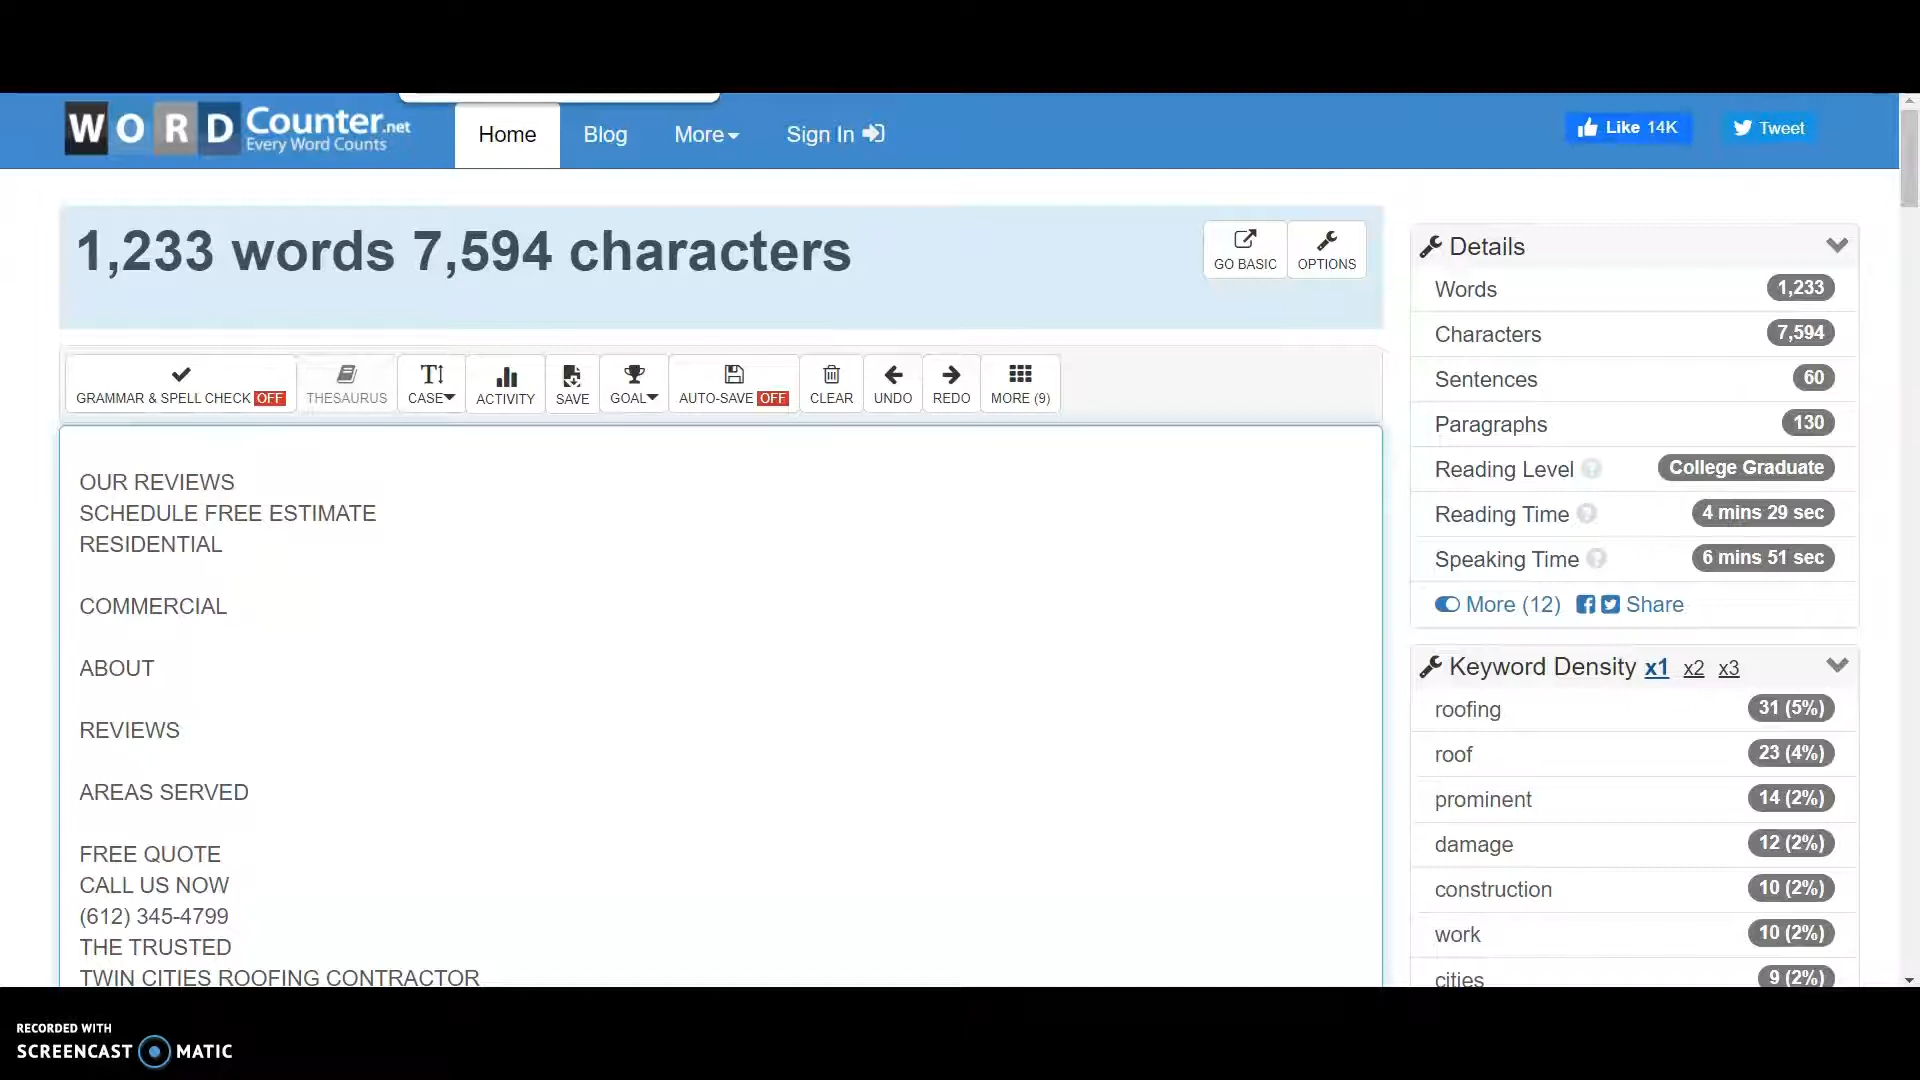 WORD Counter.net
Every Word Counts
Home Blog More Sign In
Like 14K Tweet
1,233 words 7,594 characters
GO BASIC OPTIONS
GRAMMAR & SPELL CHECK OFF THESAURUS CASE ACTIVITY SAVE GOAL AUTO-SAVE OFF CLEAR UNDO REDO MORE (9)
OUR REVIEWS
SCHEDULE FREE ESTIMATE
RESIDENTIAL
COMMERCIAL
ABOUT
REVIEWS
AREAS SERVED
FREE QUOTE
CALL US NOW
(612) 345-4799
THE TRUSTED
TWIN CITIES ROOFING CONTRACTOR
Details
Words 1,233
Characters 7,594
Sentences 60
Paragraphs 130
Reading Level College Graduate
Reading Time 4 mins 29 sec
Speaking Time 6 mins 51 sec
More (12) Share
Keyword Density x1 x2 x3
roofing 31 (5%)
roof 23 (4%)
prominent 14 (2%)
damage 12 (2%)
construction 10 (2%)
work 10 (2%)
cities 9 (2%)
RECORDED WITH
SCREENCAST MATIC